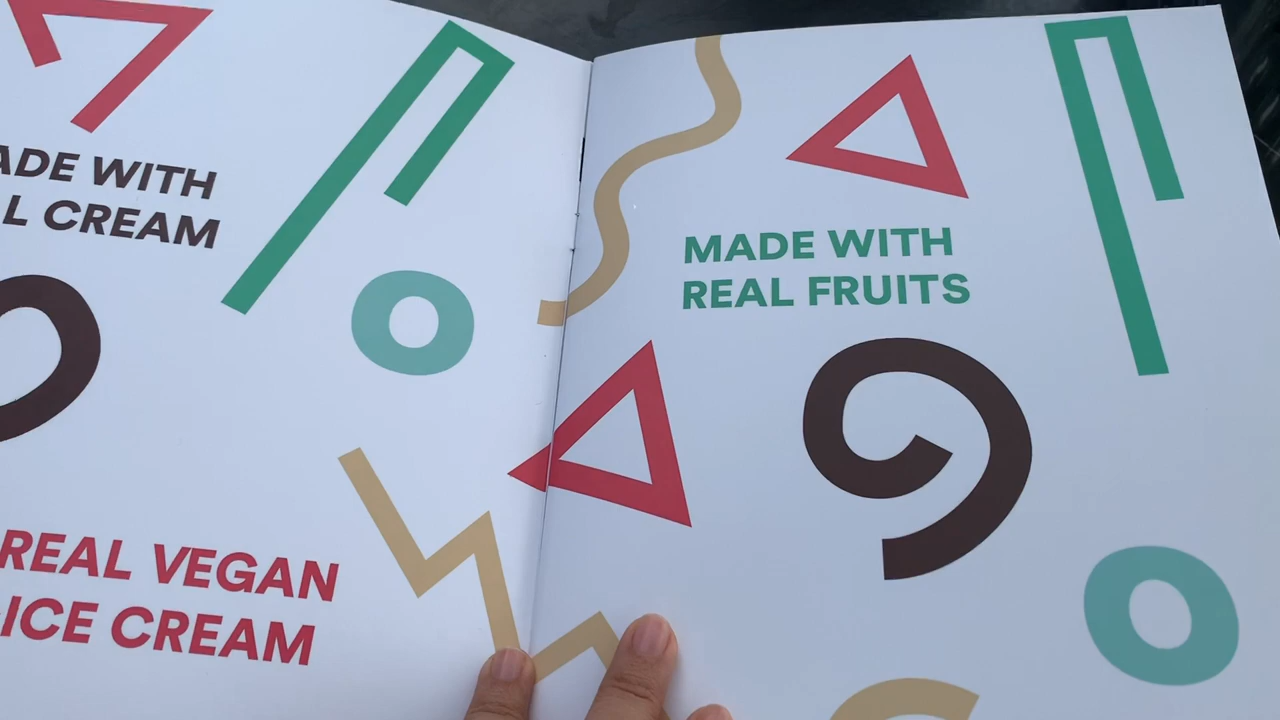 ADE WITH
L CREAM
REAL VEGAN
ICE CREAM
MADE WITH
REAL FRUITS